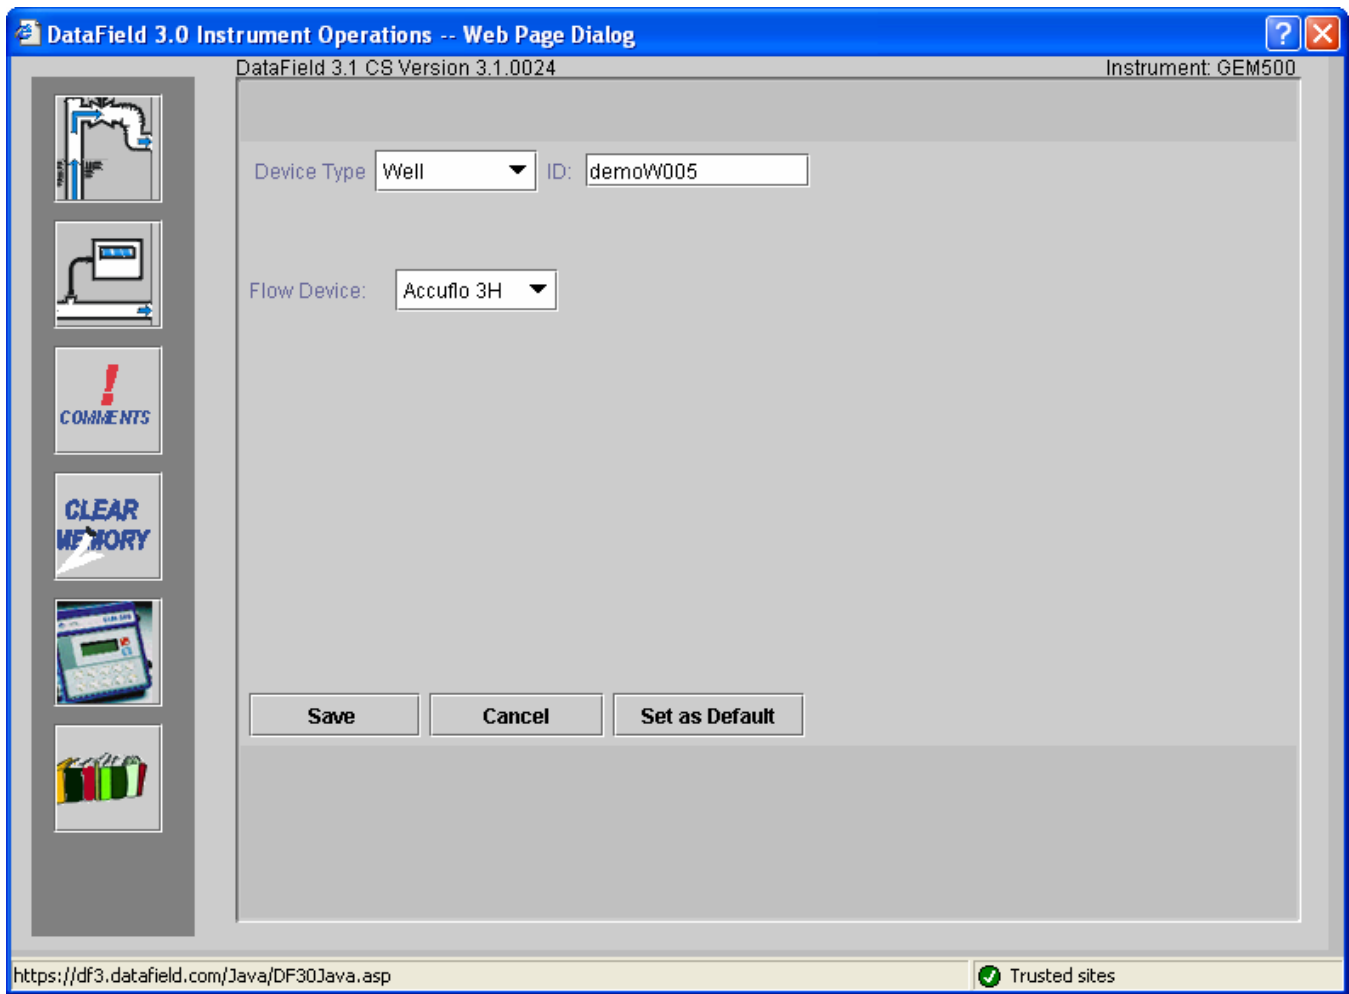 DataField 3.0 Instrument Operations -- Web Page Dialog
DataField 3.1 CS Version 3.1.0024 Instrument: GEM500
Device Type Well ID: demoW005
Flow Device: Accuflo 3H
COMMENTS
CLEAR
MEMORY
Save Cancel Set as Default
https://df3.datafield.com/Java/DF30Java.asp Trusted sites